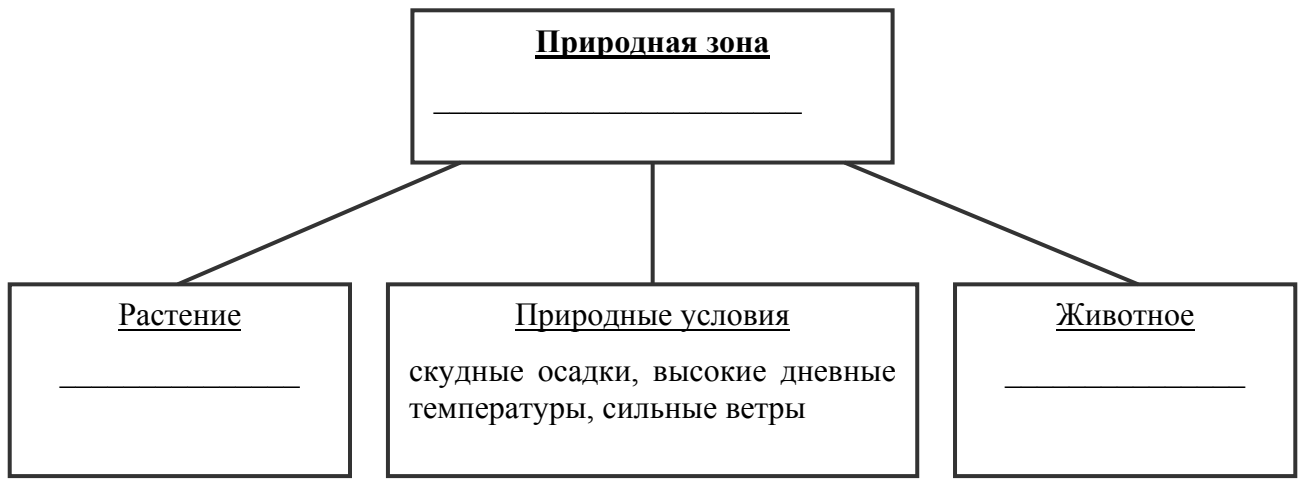 Природная зона
Растение
Природные условия
скудные осадки, высокие дневные
температуры, сильные ветры
Животное